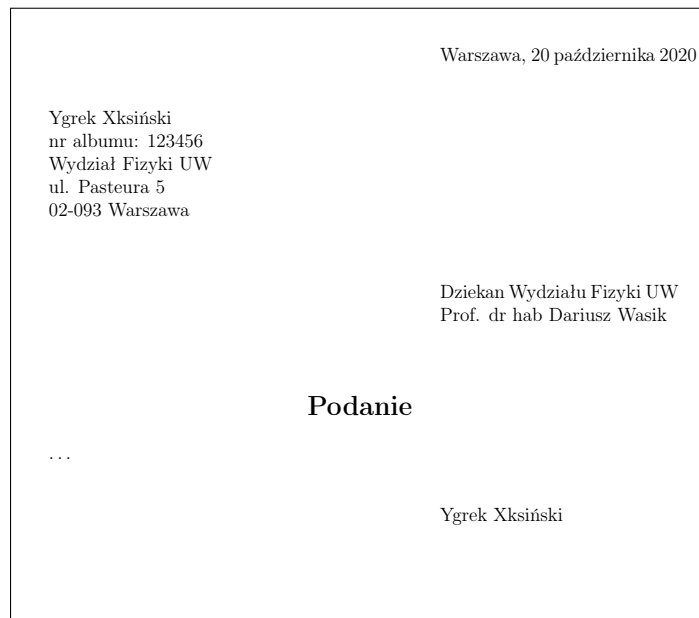 Warszawa, 20 października 2020
Ygrek Xksiński
nr albumu: 123456
Wydział Fizyki UW
ul. Pasteura 5
02-093 Warszawa
Dziekan Wydziału Fizyki UW
Prof. dr hab Dariusz Wasik
Podanie
...
Ygrek Xksiński